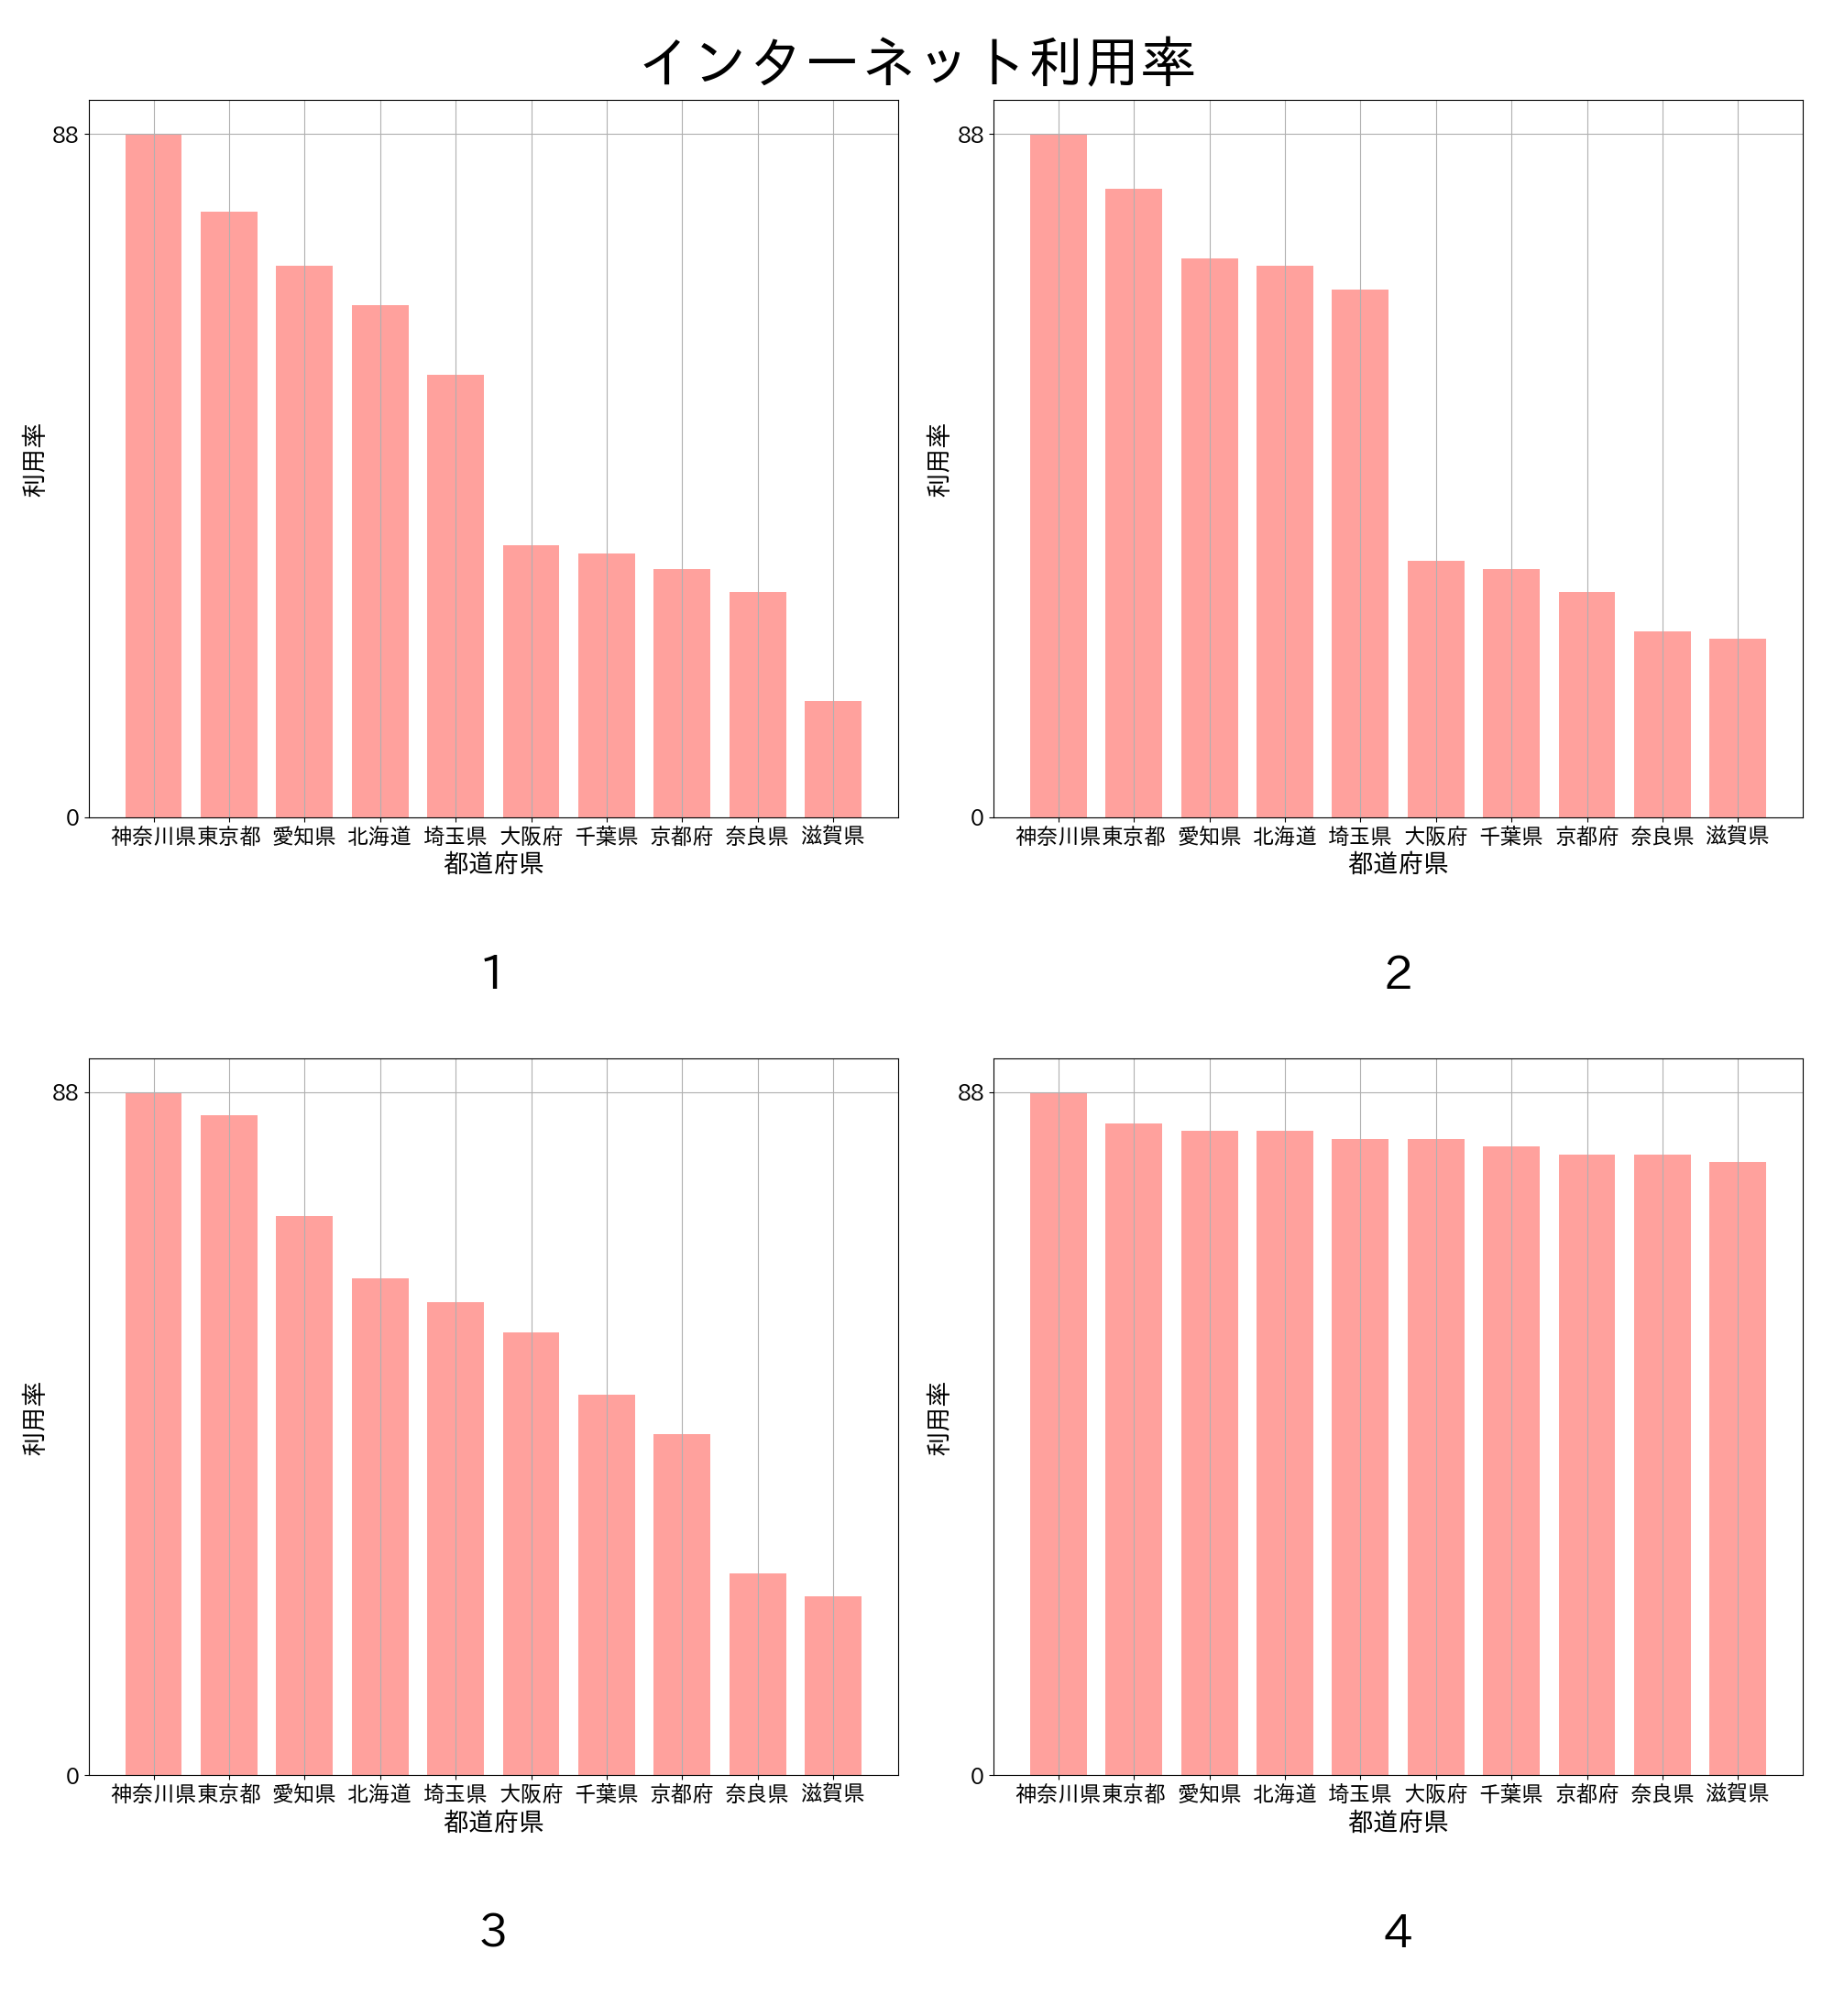 インターネット利用率
88
0
利用率
神奈川県 東京都 愛知県 北海道 埼玉県 大阪府 千葉県 京都府 奈良県 滋賀県
都道府県
1
88
0
利用率
神奈川県 東京都 愛知県 北海道 埼玉県 大阪府 千葉県 京都府 奈良県 滋賀県
都道府県
2
88
0
利用率
神奈川県 東京都 愛知県 北海道 埼玉県 大阪府 千葉県 京都府 奈良県 滋賀県
都道府県
3
88
0
利用率
神奈川県 東京都 愛知県 北海道 埼玉県 大阪府 千葉県 京都府 奈良県 滋賀県
都道府県
4